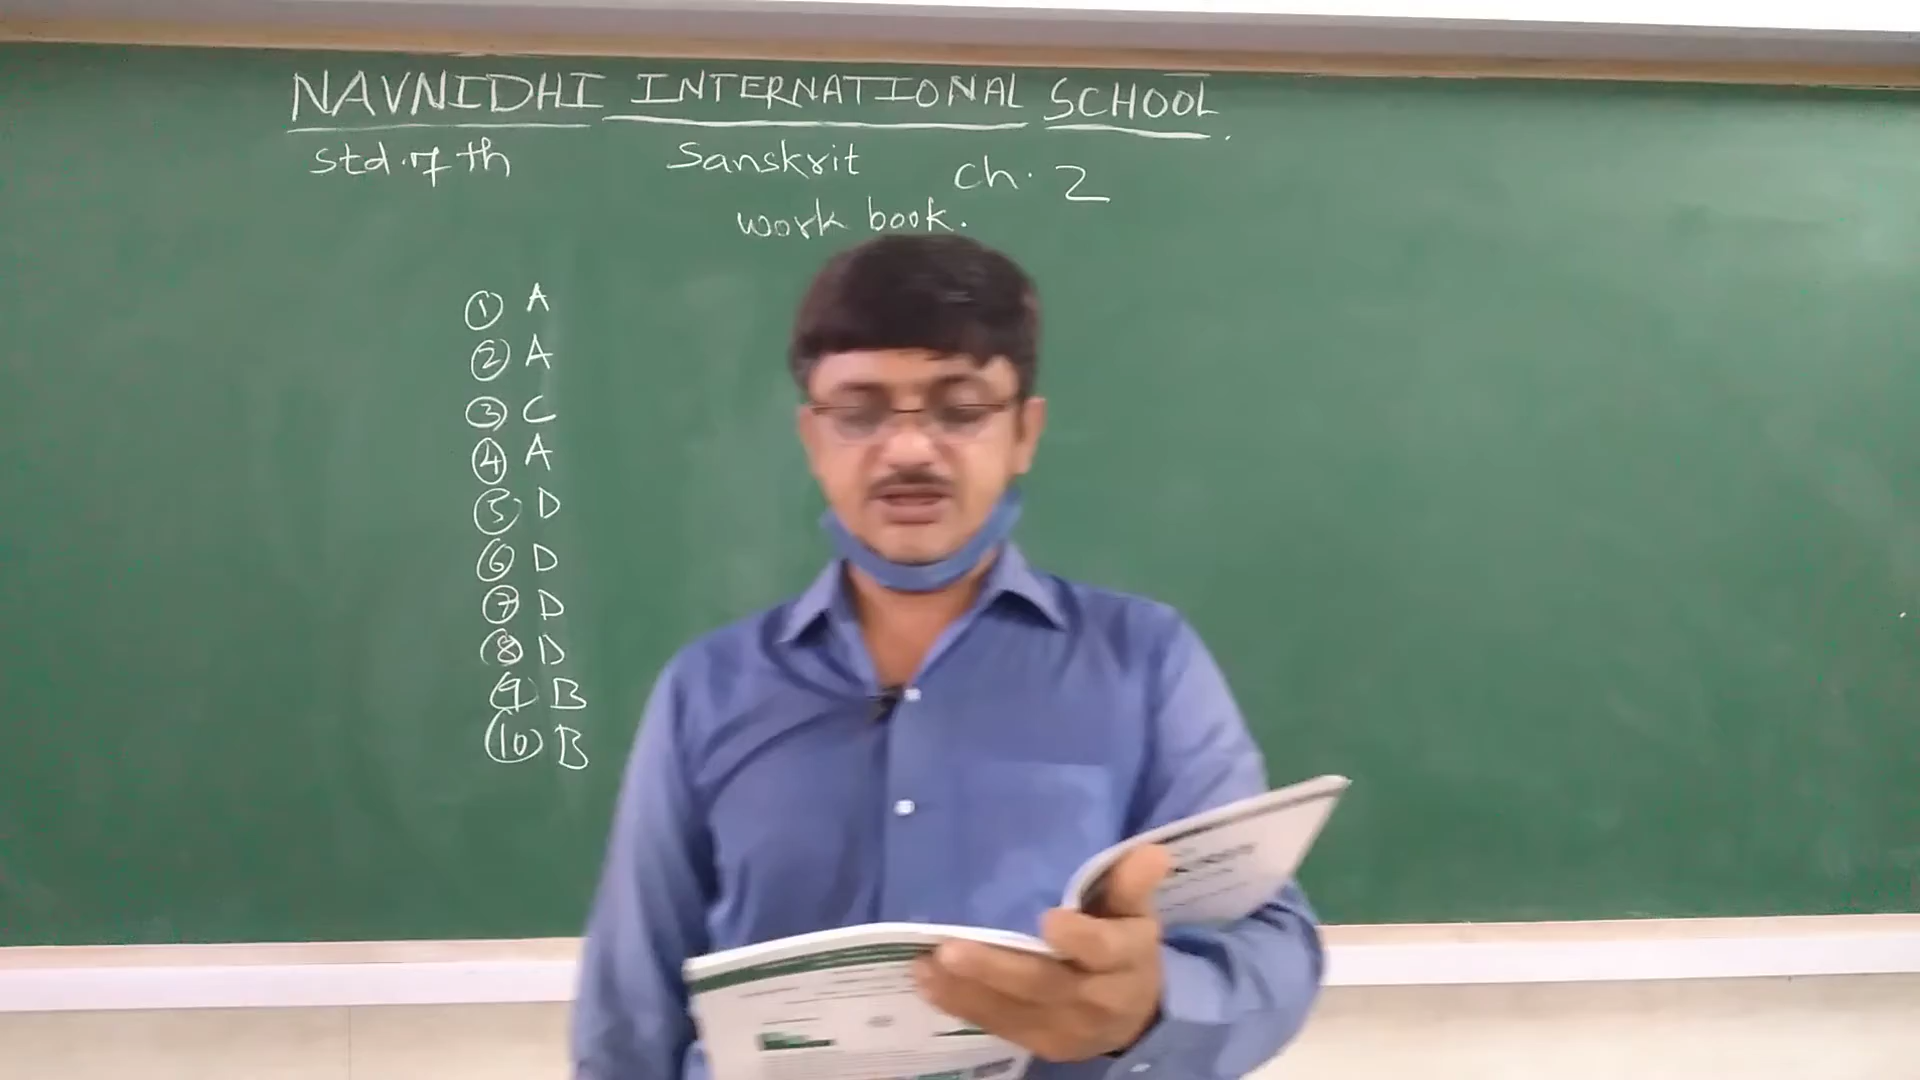 NAVNIDHI INTERNATIONAL SCHOOL.
Std. 7th Sanskrit Ch. 2
work book.
① A
② A
③ C
④ A
⑤ D
⑥ D
⑦ D
⑧ D
⑨ B
⑩ B